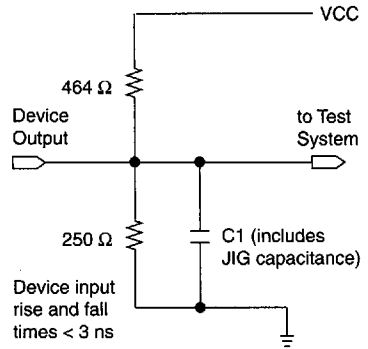 VCC
464 Ω
Device
Output
to Test
System
250 Ω
C1 (includes
JIG capacitance)
Device input
rise and fall
times < 3 ns